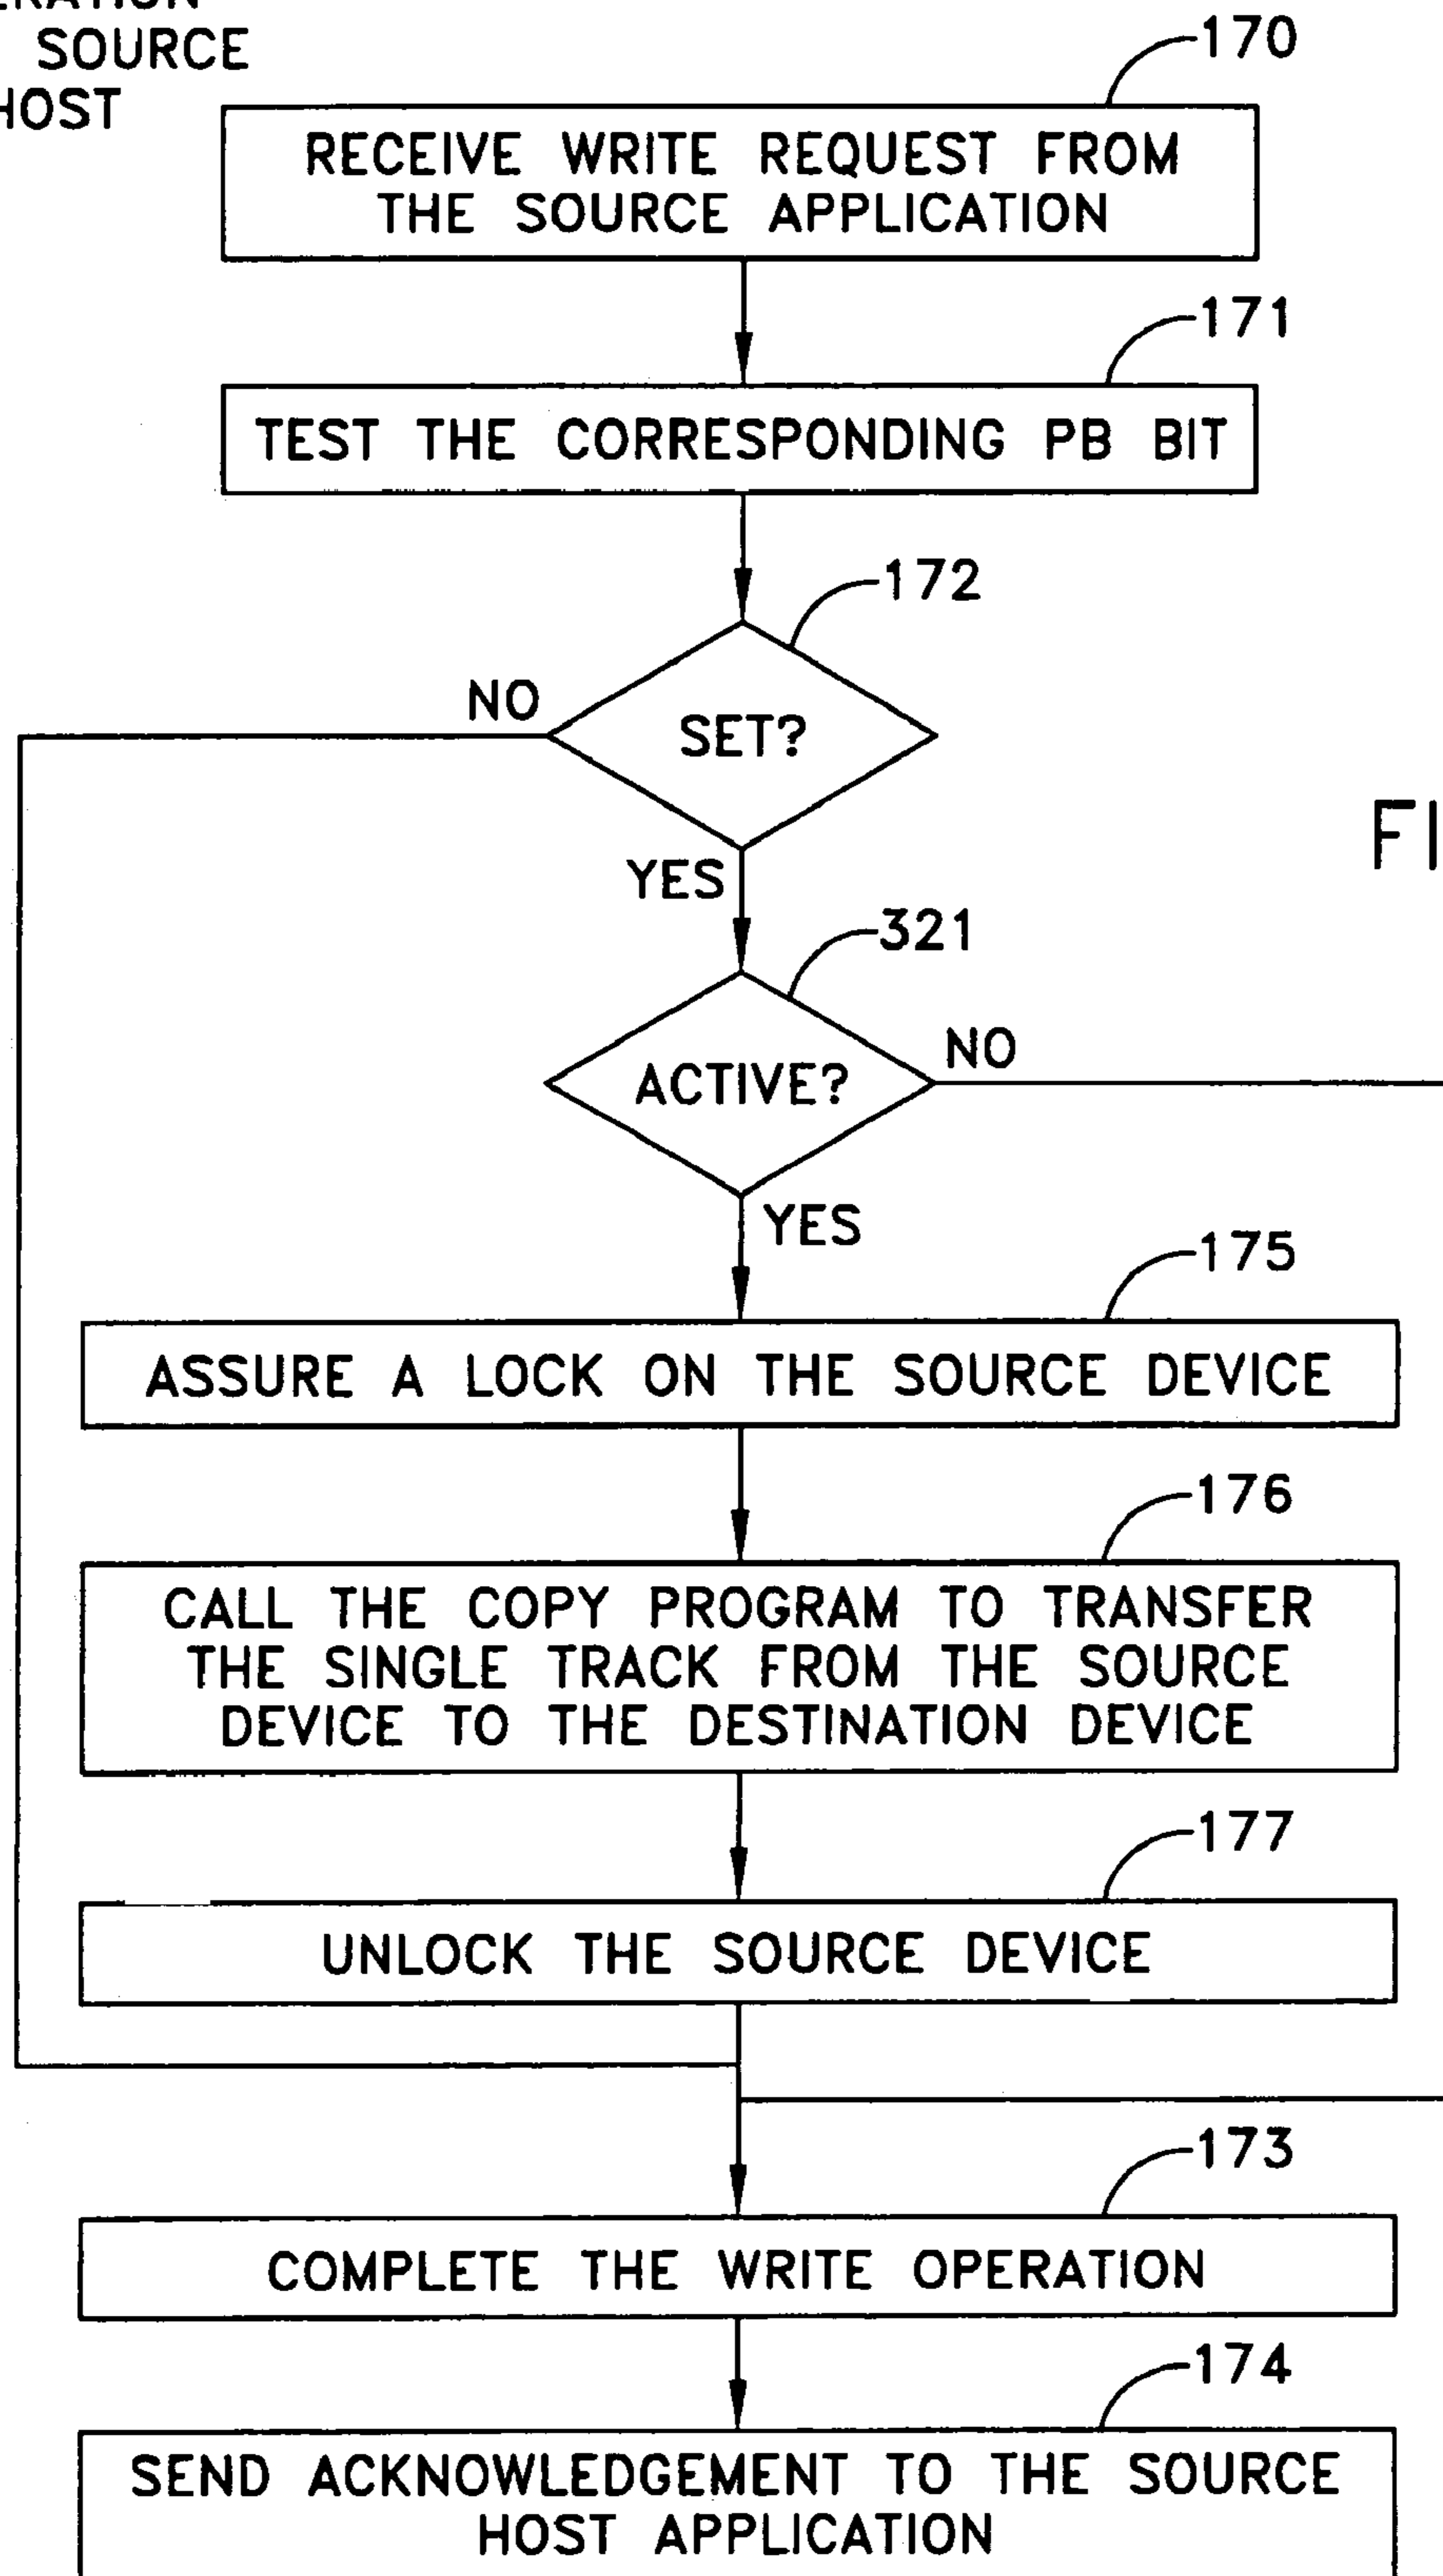 SOURCE
HOST
170
RECEIVE WRITE REQUEST FROM
THE SOURCE APPLICATION
171
TEST THE CORRESPONDING PB BIT
172
NO
SET?
YES
321
NO
ACTIVE?
YES
175
ASSURE A LOCK ON THE SOURCE DEVICE
176
CALL THE COPY PROGRAM TO TRANSFER
THE SINGLE TRACK FROM THE SOURCE
DEVICE TO THE DESTINATION DEVICE
177
UNLOCK THE SOURCE DEVICE
173
COMPLETE THE WRITE OPERATION
174
SEND ACKNOWLEDGEMENT TO THE SOURCE
HOST APPLICATION